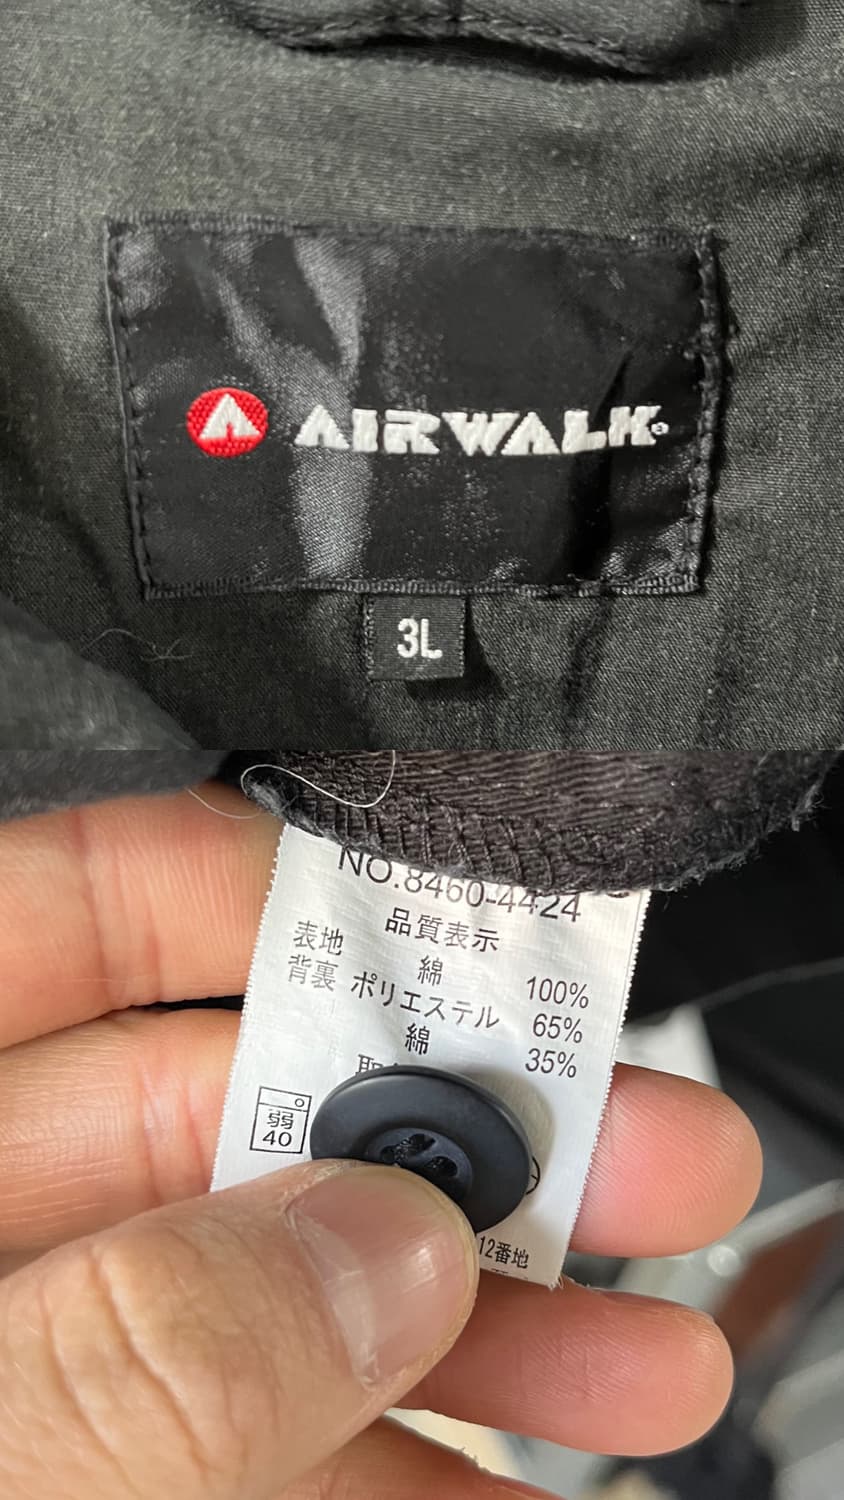 AIRWALK®
3L
NO.8460-4424
品質表示
表地 綿 100%
背裏 ポリエステル 65%
綿 35%
弱
40
12番地